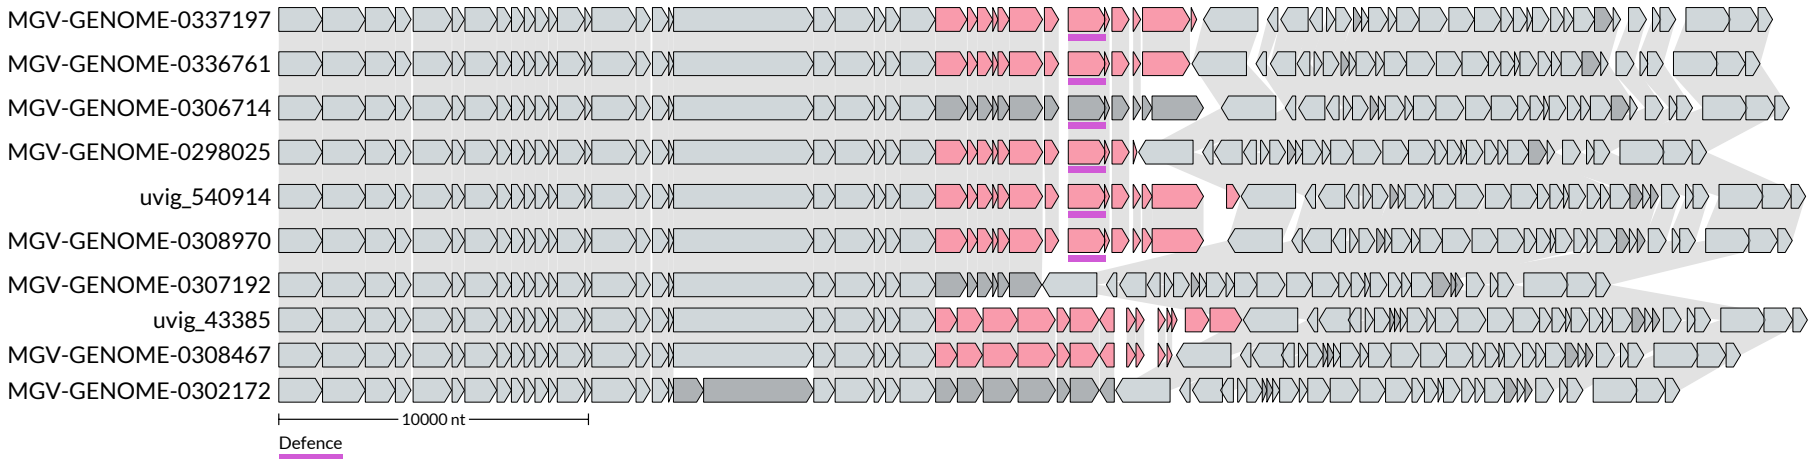 MGV-GENOME-0337197
MGV-GENOME-0336761
MGV-GENOME-0306714
MGV-GENOME-0298025
uvig_540914
MGV-GENOME-0308970
MGV-GENOME-0307192
uvig_43385
MGV-GENOME-0308467
MGV-GENOME-0302172
10000 nt
Defence